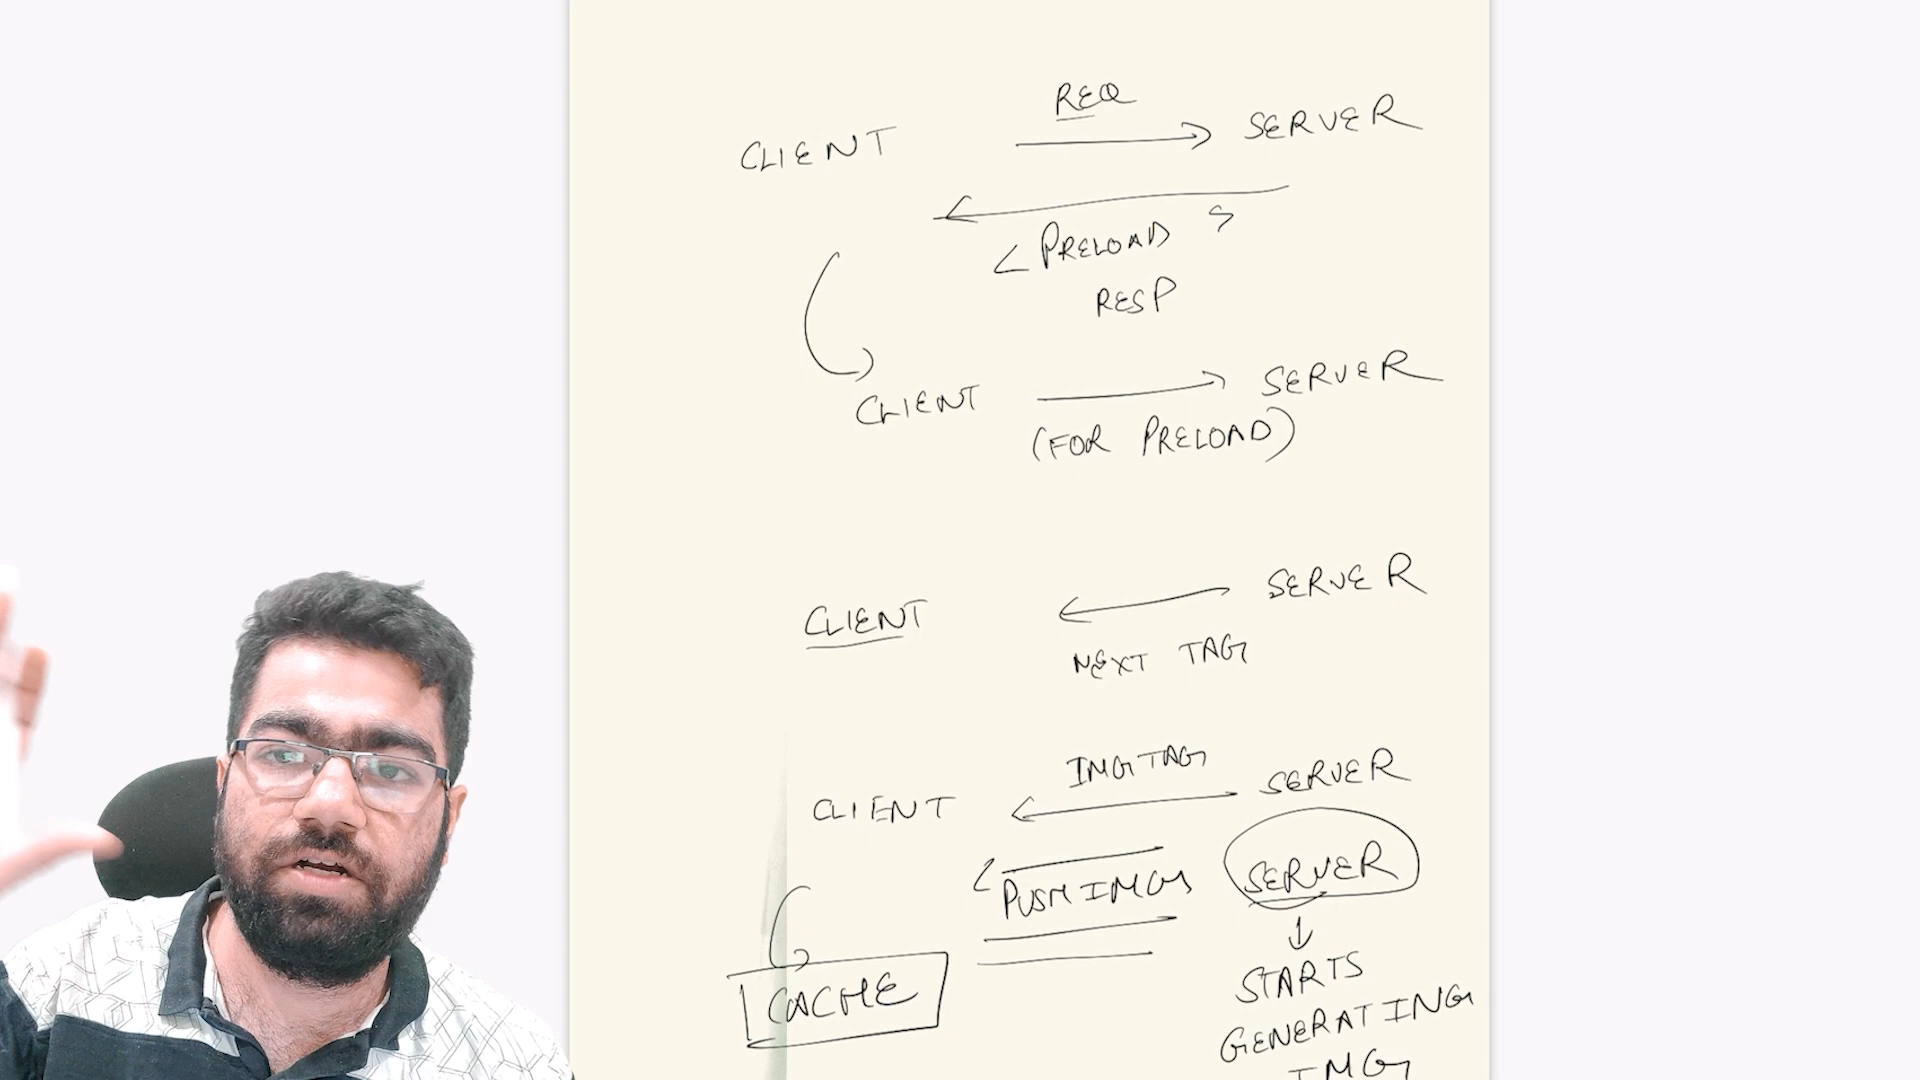 REQ
CLIENT SERVER
< PRELOAD >
RESP
CLIENT SERVER
(FOR PRELOAD)
CLIENT SERVER
NEXT TAG
IMG TAG
CLIENT SERVER
PUSH IMG SERVER
CACHE
STARTS
GENERATING
IMG